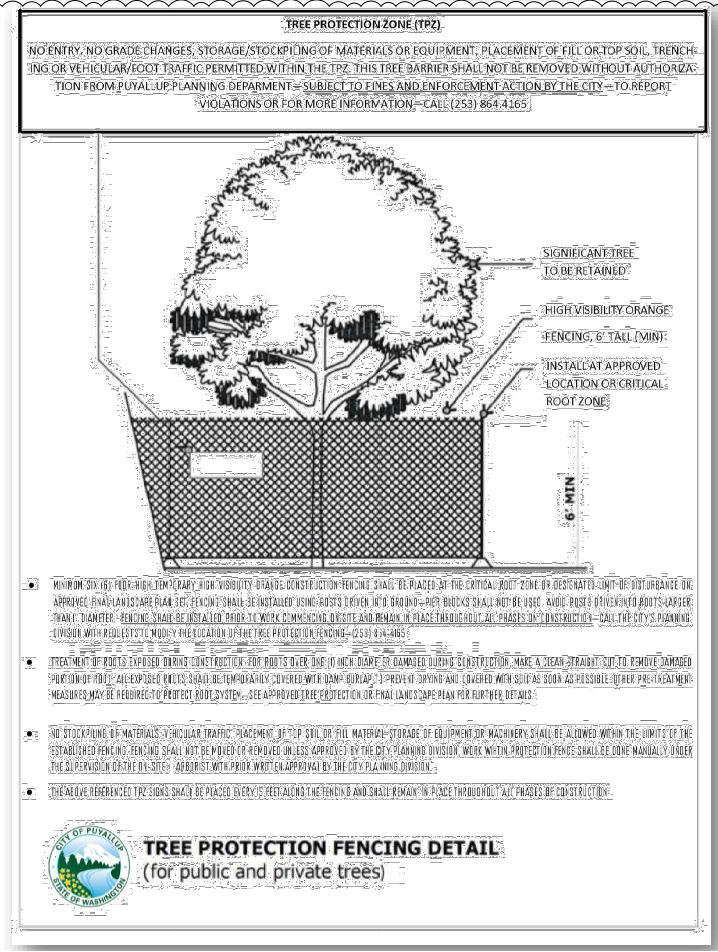 TREE PROTECTION ZONE (TPZ)
NO ENTRY, NO GRADE CHANGES, STORAGE/STOCKPILING OF MATERIALS OR EQUIPMENT, PLACEMENT OF FILL OR TOP SOIL, TRENCH-
ING OR VEHICULAR/FOOT TRAFFIC PERMITTED WITHIN THE TPZ. THIS TREE BARRIER SHALL NOT BE REMOVED WITHOUT AUTHORIZA-
TION FROM PUYALLUP PLANNING DEPARMENT—SUBJECT TO FINES AND ENFORCEMENT ACTION BY THE CITY—TO REPORT
VIOLATIONS OR FOR MORE INFORMATION—CALL (253) 864.4165
SIGNIFICANT TREE
TO BE RETAINED
HIGH VISIBILITY ORANGE
FENCING, 6' TALL (MIN)
INSTALL AT APPROVED
LOCATION OR CRITICAL
ROOT ZONE
6' MIN
MINIMUM SIX (6) FOOR HIGH TEMPORARY HIGH VISIBILITY ORANGE CONSTRUCTION FENCING SHALL BE PLACED AT THE CRITICAL ROOT ZONE OR DESIGNATED LIMIT OF DISTURBANCE ON
APPROVED FINAL LANDSCAPE PLAN SET. FENCING SHALL BE INSTALLED USING POSTS DRIVEN INTO GROUND—PIER BLOCKS SHALL NOT BE USED. AVOID POSTS DRIVEN INTO ROOTS LARGER
THAN 1" DIAMETER. FENCING SHALL BE INSTALLED PRIOR TO WORK COMMENCING ON SITE AND REMAIN IN PLACE THROUGHOUT ALL PHASES OF CONSTRUCTION—CALL THE CITY'S PLANNING
DIVISION WITH REQUESTS TO MODIFY THE LOCATION OF THE TREE PROTECTION FENCING—(253) 864-4165
TREATMENT OF ROOTS EXPOSED DURING CONSTRUCTION: FOR ROOTS OVER ONE (1) INCH DIAMETER DAMAGED DURING CONSTRUCTION, MAKE A CLEAN STRAIGHT CUT TO REMOVE DAMAGED
PORTION OF ROOT. ALL EXPOSED ROOTS SHALL BE TEMPORARILY COVERED WITH DAMP BURLAP TO PREVENT DRYING AND COVERED WITH SOIL AS SOON AS POSSIBLE. OTHER PRE-TREATMENT
MEASURES MAY BE REQUIRED TO PROTECT ROOT SYSTEM—SEE APPROVED TREE PROTECTION OR FINAL LANDSCAPE PLAN FOR FURTHER DETAILS.
NO STOCKPILING OF MATERIALS, VEHICULAR TRAFFIC, PLACEMENT OF TOP SOIL OR FILL MATERIAL, STORAGE OF EQUIPMENT OR MACHINERY SHALL BE ALLOWED WITHIN THE LIMITS OF THE
ESTABLISHED FENCING. FENCING SHALL NOT BE MOVED OR REMOVED UNLESS APPROVED BY THE CITY PLANNING DIVISION. WORK WITHIN PROTECTION FENCE SHALL BE DONE MANUALLY UNDER
THE SUPERVISION OF THE ON-SITE ARBORIST WITH PRIOR WRITTEN APPROVAL BY THE CITY PLANNING DIVISION.
THE ABOVE REFERENCED TPZ SIGNS SHALL BE PLACED EVERY 15 FEET ALONG THE FENCING AND SHALL REMAIN IN PLACE THROUGHOUT ALL PHASES OF CONSTRUCTION
CITY OF PUYALLUP
STATE OF WASHINGTON
TREE PROTECTION FENCING DETAIL
(for public and private trees)